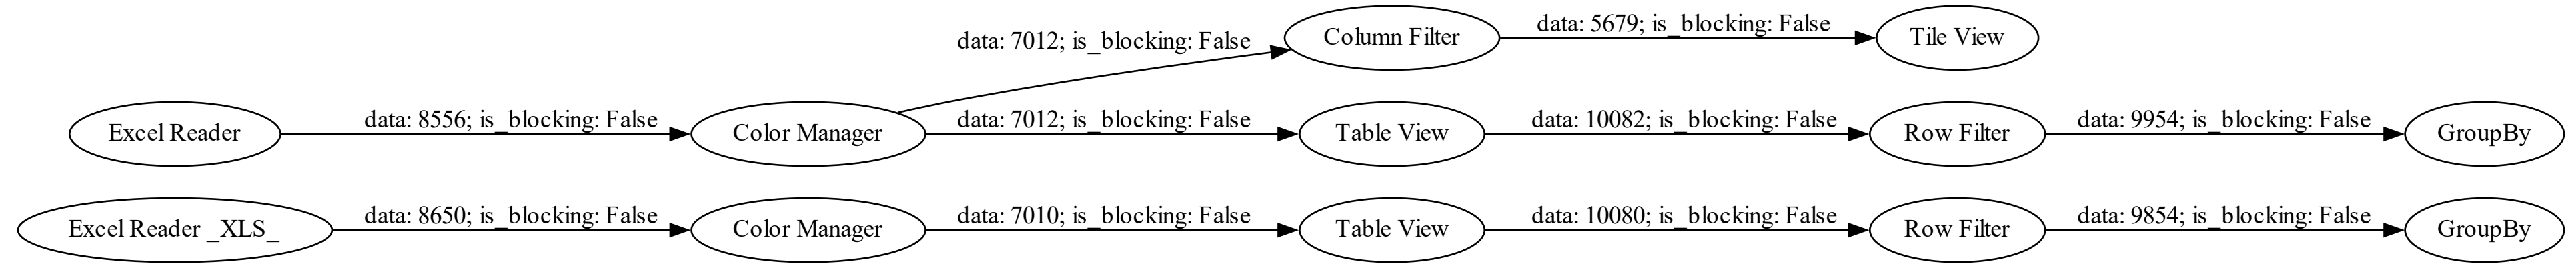 data: 7012; is_blocking: False
Column Filter
data: 5679; is_blocking: False
Tile View
Excel Reader
data: 8556; is_blocking: False
Color Manager
data: 7012; is_blocking: False
Table View
data: 10082; is_blocking: False
Row Filter
data: 9954; is_blocking: False
GroupBy
Excel Reader _XLS_
data: 8650; is_blocking: False
Color Manager
data: 7010; is_blocking: False
Table View
data: 10080; is_blocking: False
Row Filter
data: 9854; is_blocking: False
GroupBy